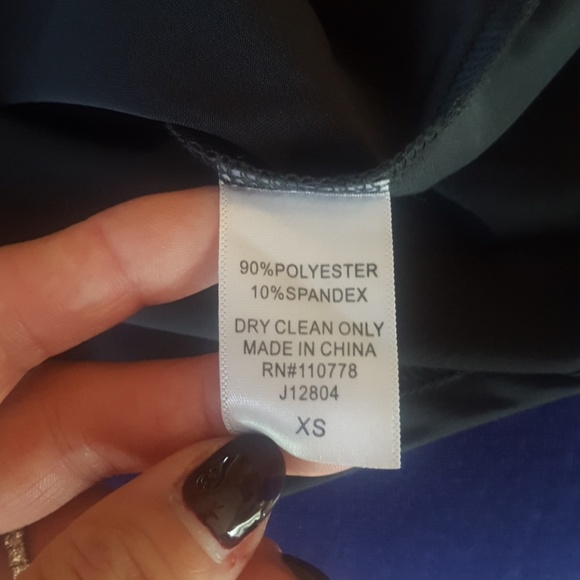 90%POLYESTER
10%SPANDEX
DRY CLEAN ONLY
MADE IN CHINA
RN#110778
J12804
XS